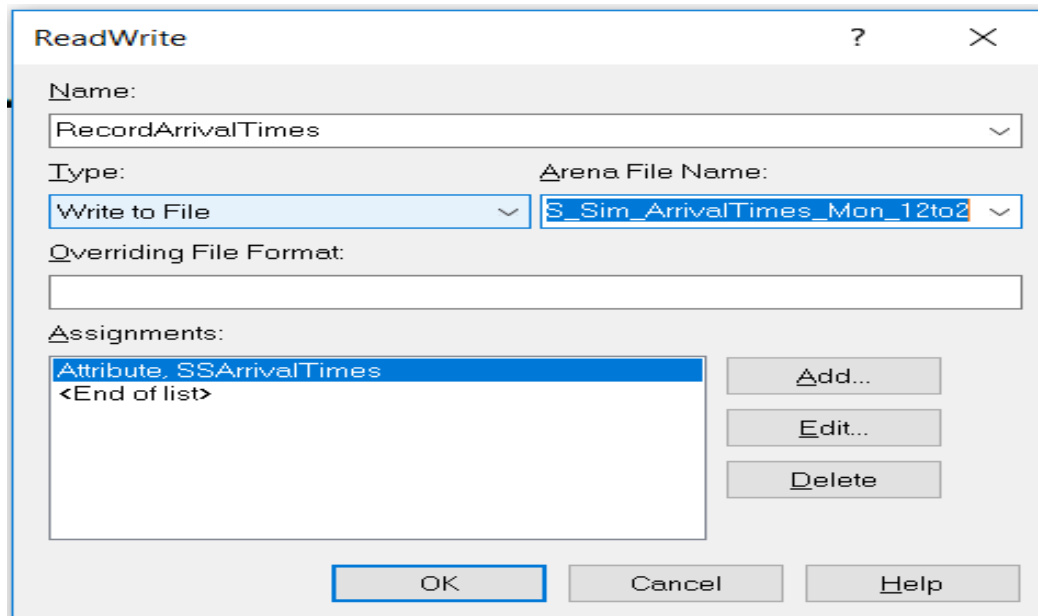 ReadWrite ?
Name:
RecordArrivalTimes
Type: Arena File Name:
Write to File S_Sim_ArrivalTimes_Mon_12to2
Overriding File Format:
Assignments:
Attribute, SSArrivalTimes
<End of list>
Add...
Edit...
Delete
OK Cancel Help